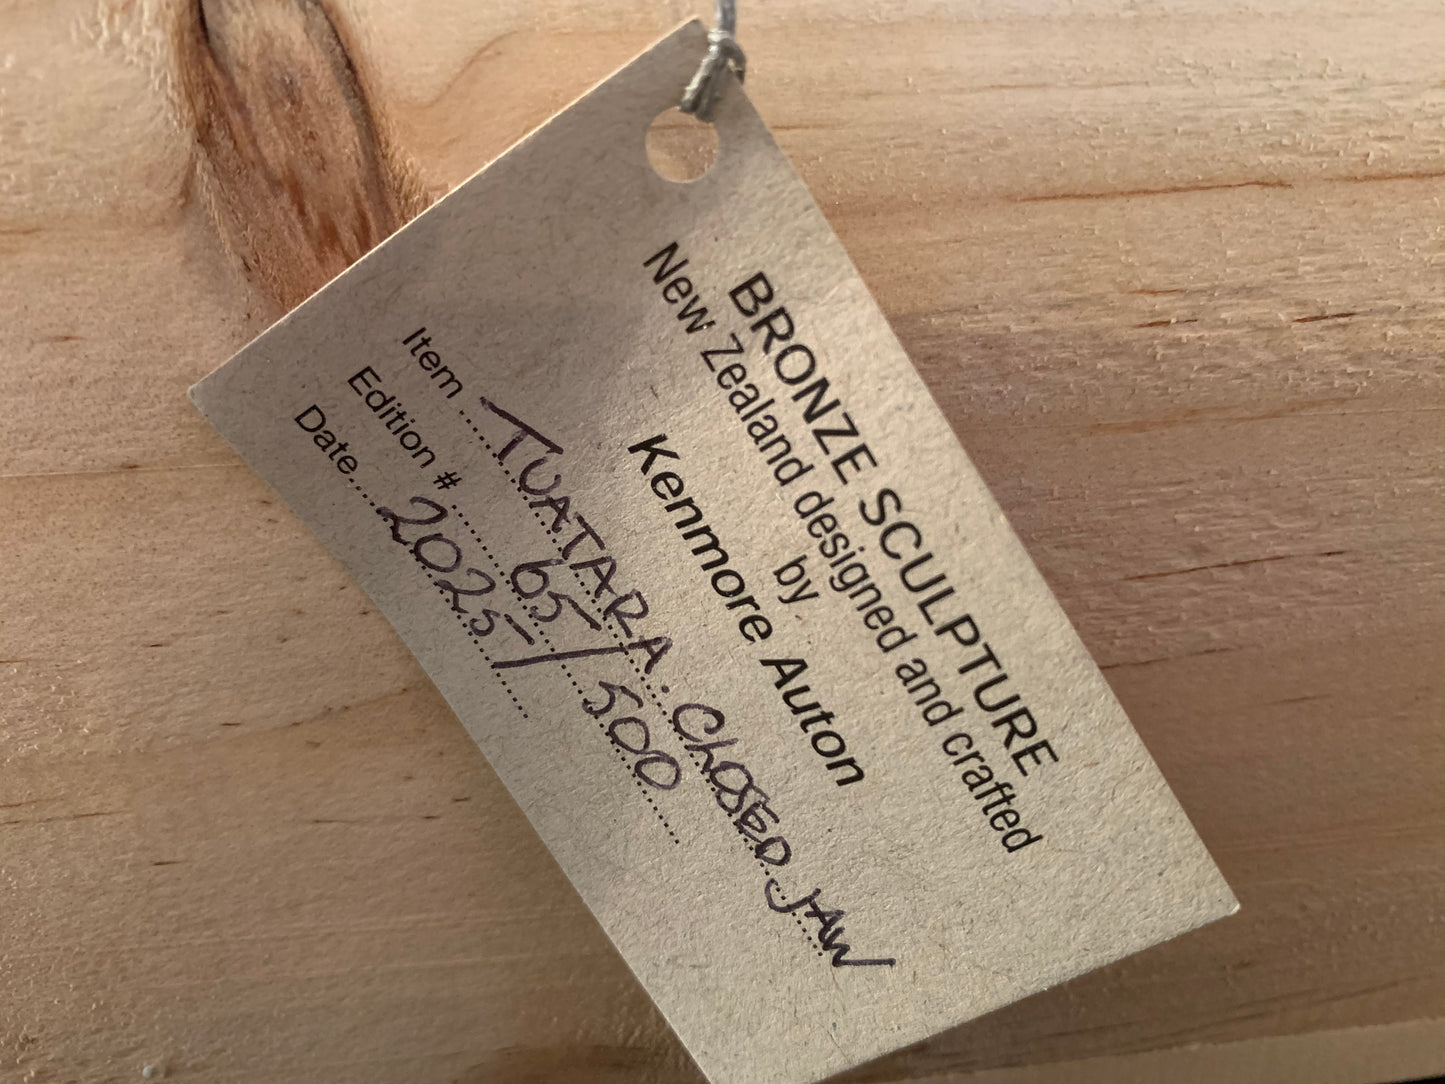 BRONZE SCULPTURE
New Zealand designed and crafted
by
Kenmore Auton
Item ..TUATARA. CLOSED JAW
Edition # .. 65/500
Date.... 2025